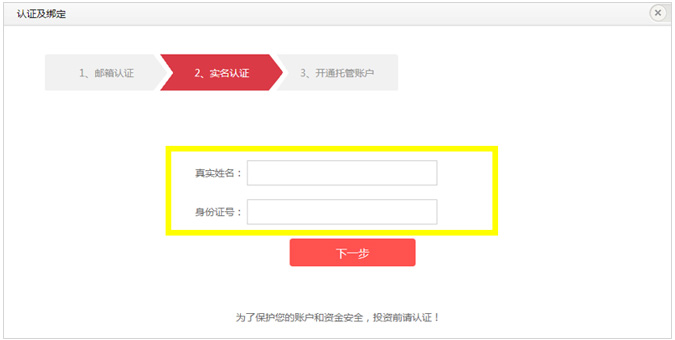 认证及绑定
1、邮箱认证
2、实名认证
3、开通托管账户
真实姓名：
身份证号：
下一步
为了保护您的账户和资金安全，投资前请认证！